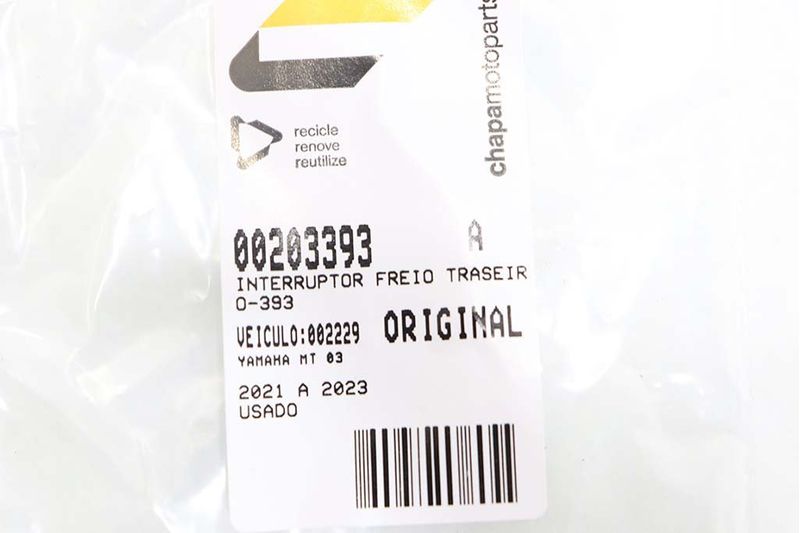 chapamotoparts
recicle
renove
reutilize
00203393 A
INTERRUPTOR FREIO TRASEIR
O-393
VEICULO:002229 ORIGINAL
YAMAHA MT 03
2021 A 2023
USADO